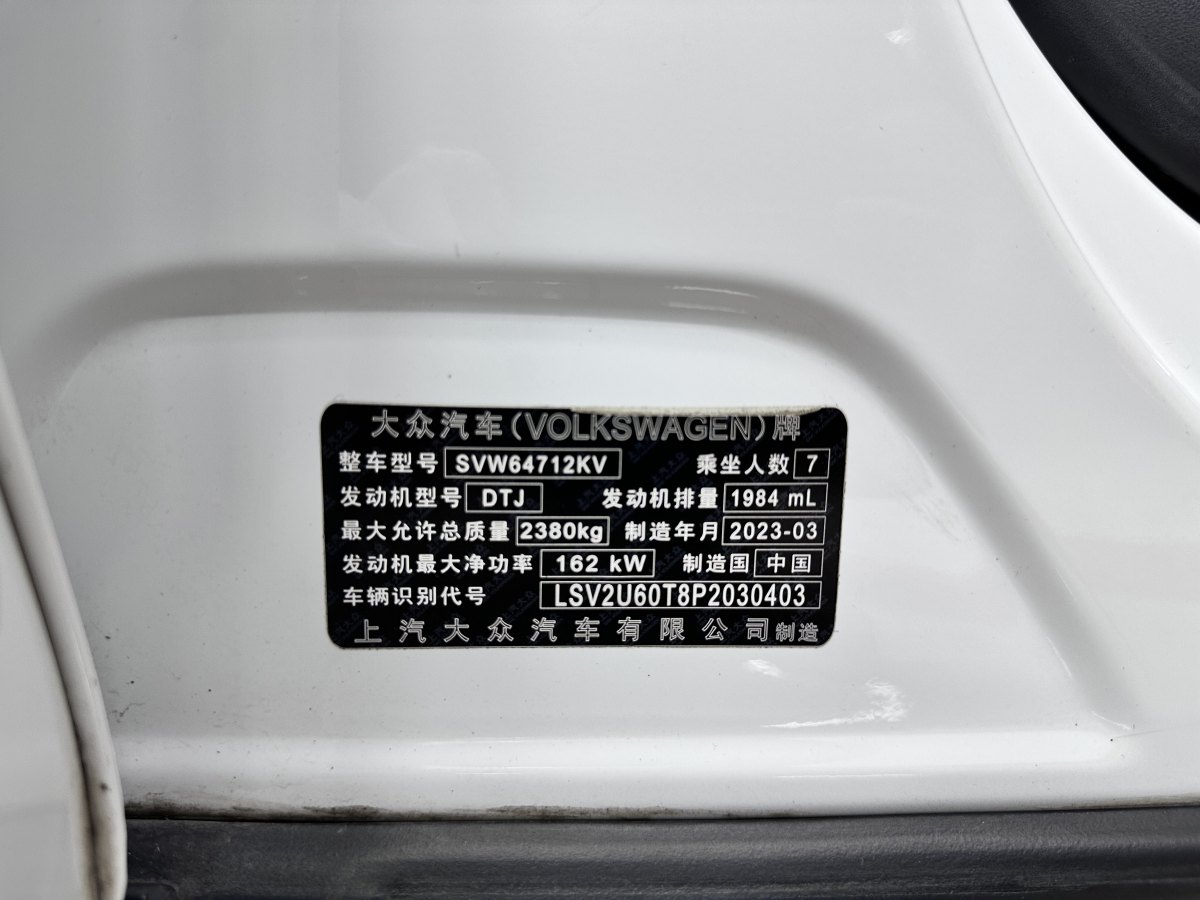 大众汽车(VOLKSWAGEN)牌
整车型号 SVW64712KV 乘坐人数 7
发动机型号 DTJ 发动机排量 1984 mL
最大允许总质量 2380kg 制造年月 2023-03
发动机最大净功率 162 kW 制造国 中国
车辆识别代号 LSV2U60T8P2030403
上汽大众汽车有限公司制造